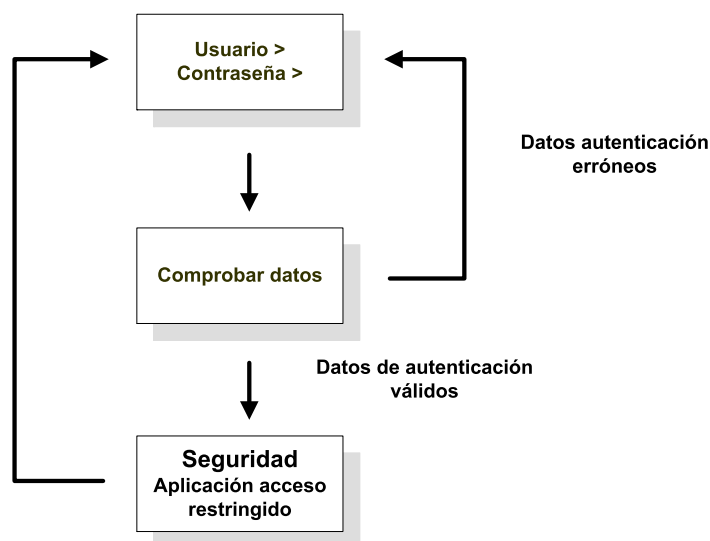 Usuario >
Contraseña >
Datos autenticación
erróneos
Comprobar datos
Datos de autenticación
válidos
Seguridad
Aplicación acceso
restringido